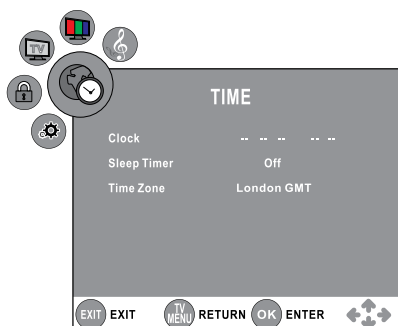 TV
TIME
Clock -- -- -- -- --
Sleep Timer Off
Time Zone London GMT
EXIT EXIT TV MENU RETURN OK ENTER